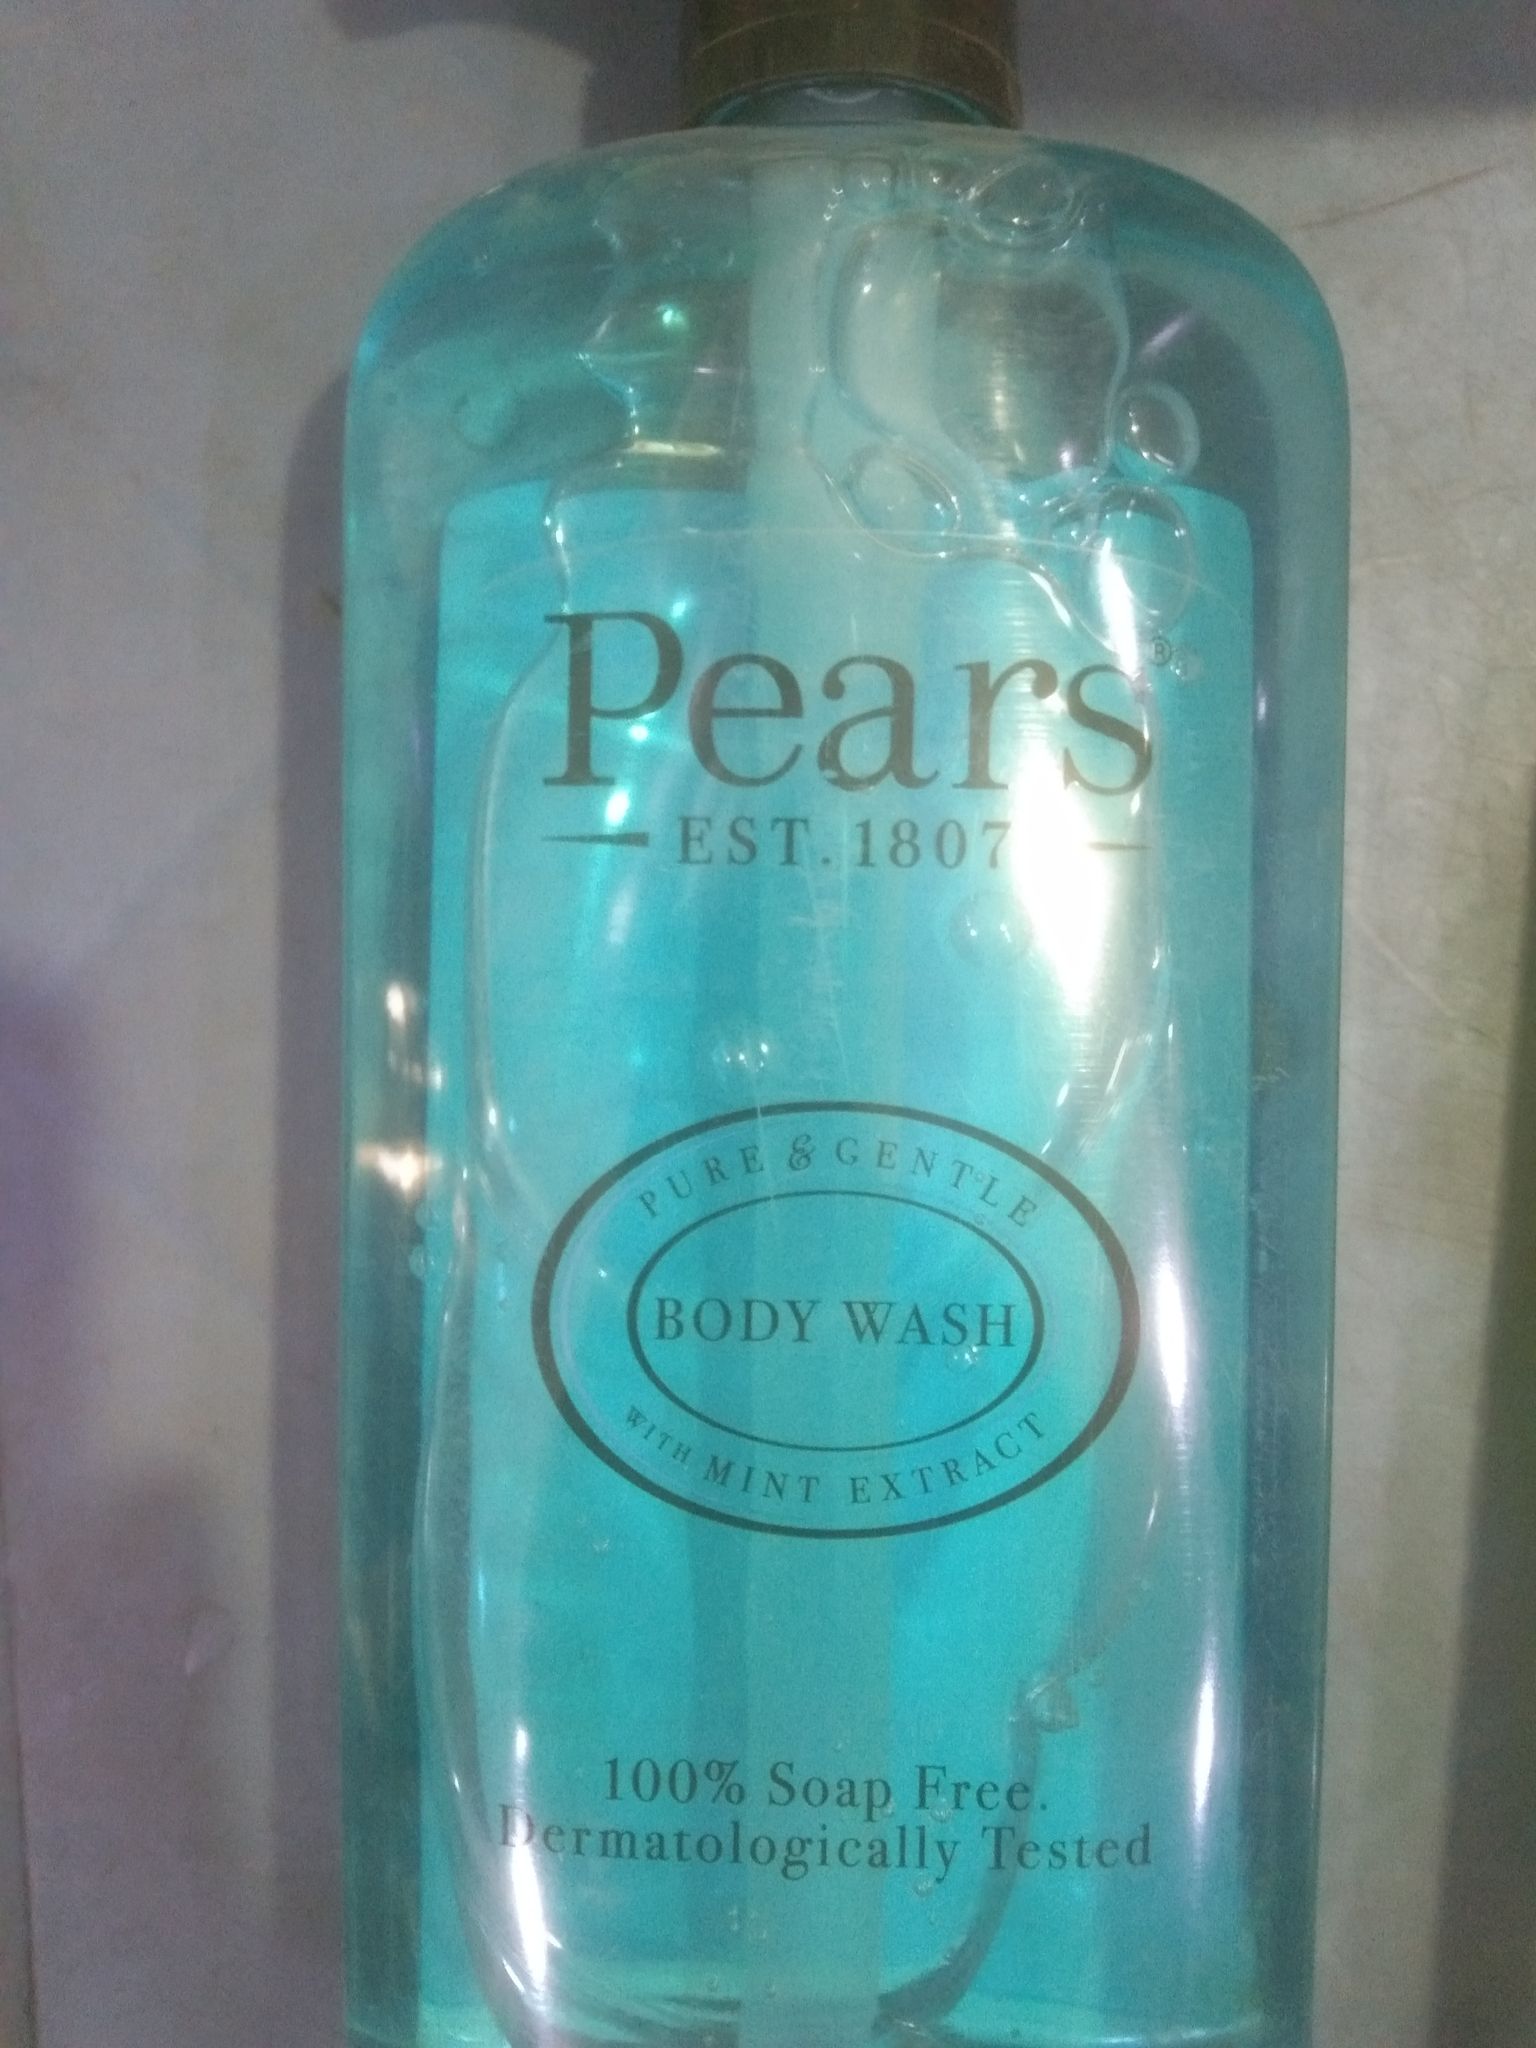 Pears®
EST. 1807
PURE & GENTLE
BODY WASH
WITH MINT EXTRACT
100% Soap Free.
Dermatologically Tested